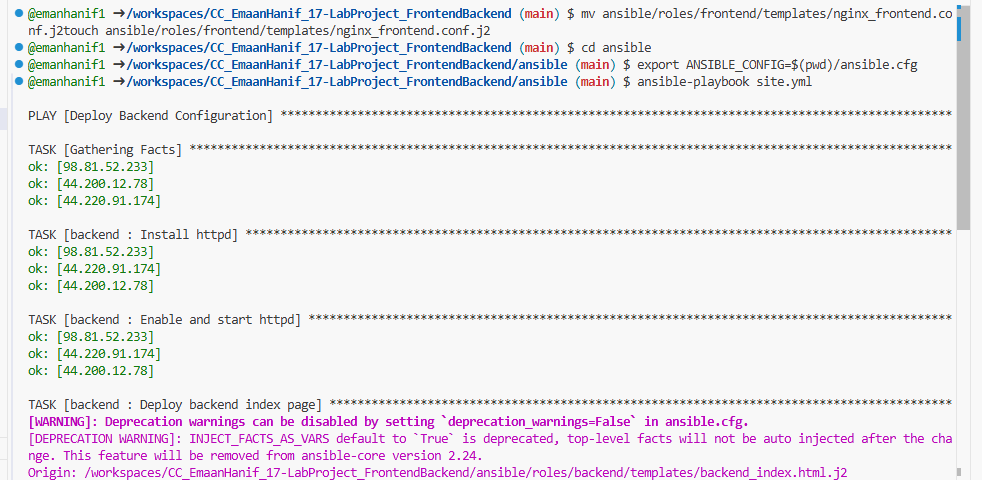 @emanhanif1 ➜/workspaces/CC_EmaanHanif_17-LabProject_FrontendBackend (main) $ mv ansible/roles/frontend/templates/nginx_frontend.co
nf.j2touch ansible/roles/frontend/templates/nginx_frontend.conf.j2
@emanhanif1 ➜/workspaces/CC_EmaanHanif_17-LabProject_FrontendBackend (main) $ cd ansible
@emanhanif1 ➜/workspaces/CC_EmaanHanif_17-LabProject_FrontendBackend/ansible (main) $ export ANSIBLE_CONFIG=$(pwd)/ansible.cfg
@emanhanif1 ➜/workspaces/CC_EmaanHanif_17-LabProject_FrontendBackend/ansible (main) $ ansible-playbook site.yml
PLAY [Deploy Backend Configuration] ************************************************************************************************
TASK [Gathering Facts] *************************************************************************************************************
ok: [98.81.52.233]
ok: [44.200.12.78]
ok: [44.220.91.174]
TASK [backend : Install httpd] *****************************************************************************************************
ok: [98.81.52.233]
ok: [44.220.91.174]
ok: [44.200.12.78]
TASK [backend : Enable and start httpd] ********************************************************************************************
ok: [98.81.52.233]
ok: [44.220.91.174]
ok: [44.200.12.78]
TASK [backend : Deploy backend index page] *****************************************************************************************
[WARNING]: Deprecation warnings can be disabled by setting `deprecation_warnings=False` in ansible.cfg.
[DEPRECATION WARNING]: INJECT_FACTS_AS_VARS default to `True` is deprecated, top-level facts will not be auto injected after the cha
nge. This feature will be removed from ansible-core version 2.24.
Origin: /workspaces/CC_EmaanHanif_17-LabProject_FrontendBackend/ansible/roles/backend/templates/backend_index.html.j2